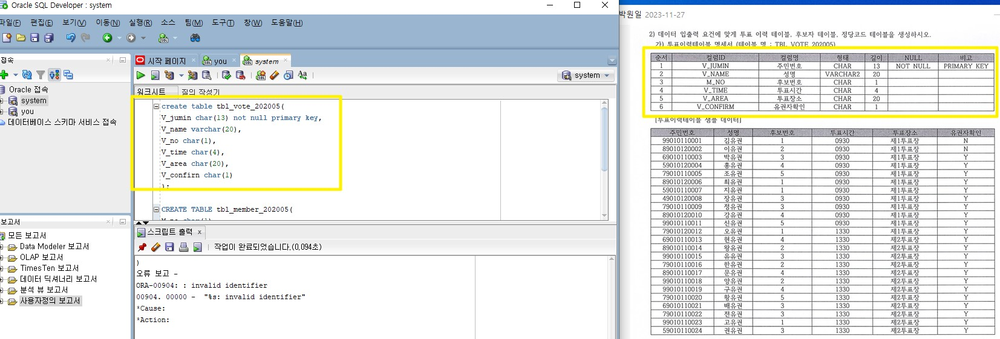 Oracle SQL Developer : system
파일(F) 편집(E) 보기(V) 이동(N) 실행(R) 소스 팀(M) 도구(T) 창(W) 도움말(H)
접속
Oracle 접속
system
you
데이터베이스 스키마 서비스 접속
보고서
모든 보고서
Data Modeler 보고서
OLAP 보고서
TimesTen 보고서
데이터 딕셔너리 보고서
분석 뷰 보고서
사용자정의 보고서
시작 페이지 you system
system
워크시트 질의 작성기
create table tbl_vote_202005(
V_jumin char(13) not null primary key,
V_name varchar(20),
V_no char(1),
V_time char(4),
V_area char(20),
V_confirn char(1)
);
CREATE TABLE tbl_member_202005(
스크립트 출력 x
작업이 완료되었습니다.(0,094초)
)
오류 보고 -
ORA-00904: : invalid identifier
00904. 00000 - "%s: invalid identifier"
*Cause:
*Action:
박원일 2023-11-27
2) 데이터 입출력 요건에 맞게 투표 이력 테이블, 후보자 테이블, 정당코드 테이블을 생성하시오.
가) 투표이력테이블 명세서 (테이블 명 : TBL_VOTE_202005)
순서 컬럼ID 컬럼명 형태 길이 NULL 비고
1 V_JUMIN 주민번호 CHAR 13 NOT NULL PRIMARY KEY
2 V_NAME 성명 VARCHAR2 20
3 M_NO 후보번호 CHAR 1
4 V_TIME 투표시간 CHAR 4
5 V_AREA 투표장소 CHAR 20
6 V_CONFIRM 유권자확인 CHAR 1
[투표이력테이블 샘플 데이터]
주민번호 성명 후보번호 투표시간 투표장소 유권자확인
99010110001 김유권 1 0930 제1투표장 N
89010120002 이유권 2 0930 제1투표장 N
69010110003 박유권 3 0930 제1투표장 Y
59010120004 홍유권 4 0930 제1투표장 Y
79010110005 조유권 5 0930 제1투표장 Y
89010120006 최유권 1 0930 제1투표장 Y
59010110007 지유권 1 0930 제1투표장 Y
49010120008 장유권 3 0930 제1투표장 Y
79010110009 정유권 3 0930 제1투표장 Y
89010120010 강유권 4 0930 제1투표장 Y
99010110011 신유권 5 0930 제1투표장 Y
79010120012 오유권 1 1330 제2투표장 Y
69010110013 현유권 4 1330 제2투표장 Y
89010110014 왕유권 2 1330 제2투표장 Y
99010110015 유유권 3 1330 제2투표장 Y
79010110016 한유권 2 1330 제2투표장 Y
89010110017 문유권 4 1330 제2투표장 Y
99010110018 양유권 2 1330 제2투표장 Y
99010110019 구유권 4 1330 제2투표장 Y
79010110020 황유권 5 1330 제2투표장 Y
69010110021 배유권 3 1330 제2투표장 Y
79010110022 전유권 3 1330 제2투표장 Y
99010110023 고유권 1 1330 제2투표장 Y
59010110024 권유권 3 1330 제2투표장 Y